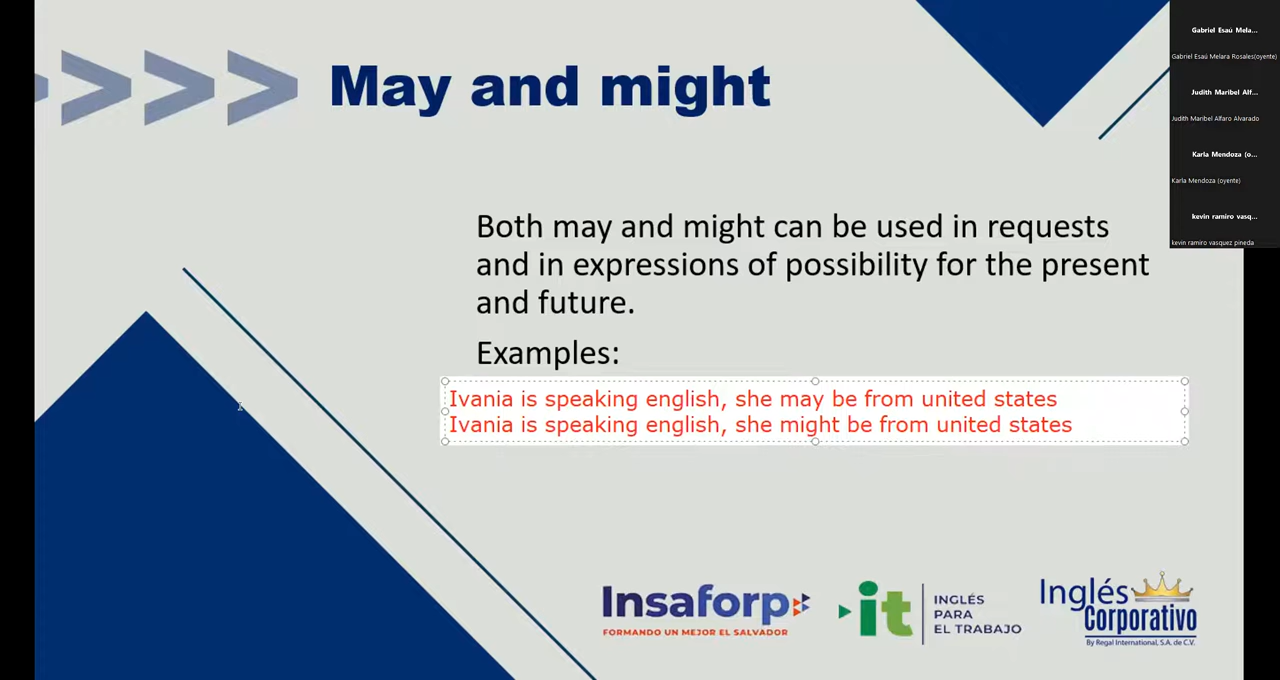 May and might
Both may and might can be used in requests
and in expressions of possibility for the present
and future.
Examples:
Ivania is speaking english, she may be from united states
Ivania is speaking english, she might be from united states
Insaforp
FORMANDO UN MEJOR EL SALVADOR
it
INGLÉS
PARA
EL TRABAJO
Inglés
Corporativo
By Regal International, S.A. de C.V.
Gabriel Esaú Mela...
Gabriel Esaú Melara Rosales(oyente)
Judith Maribel Alf...
Judith Maribel Alfaro Alvarado
Karla Mendoza (o...
Karla Mendoza (oyente)
kevin ramiro vasq...
kevin ramiro vasquez pineda